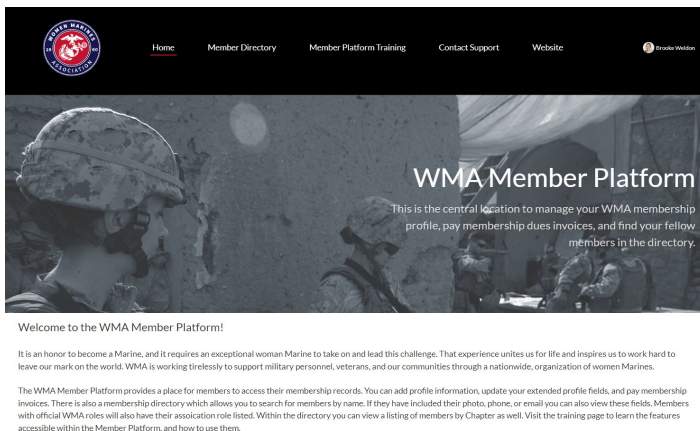 WOMEN MARINES
19 60
ASSOCIATION
Home Member Directory Member Platform Training Contact Support Website Brooke Weldon
WMA Member Platform
This is the central location to manage your WMA membership
profile, pay membership dues invoices, and find your fellow
members in the directory.
Welcome to the WMA Member Platform!
It is an honor to become a Marine, and it requires an exceptional woman Marine to take on and lead this challenge. That experience unites us for life and inspires us to work hard to
leave our mark on the world. WMA is working tirelessly to support military personnel, veterans, and our communities through a nationwide, organization of women Marines.
The WMA Member Platform provides a place for members to access their membership records. You can add profile information, update your extended profile fields, and pay membership
invoices. There is also a membership directory which allows you to search for members by name. If they have included their photo, phone, or email you can also view these fields. Members
with official WMA roles will also have their assoication role listed. Within the directory you can view a listing of members by Chapter as well. Visit the training page to learn the features
accessible within the Member Platform, and how to use them.